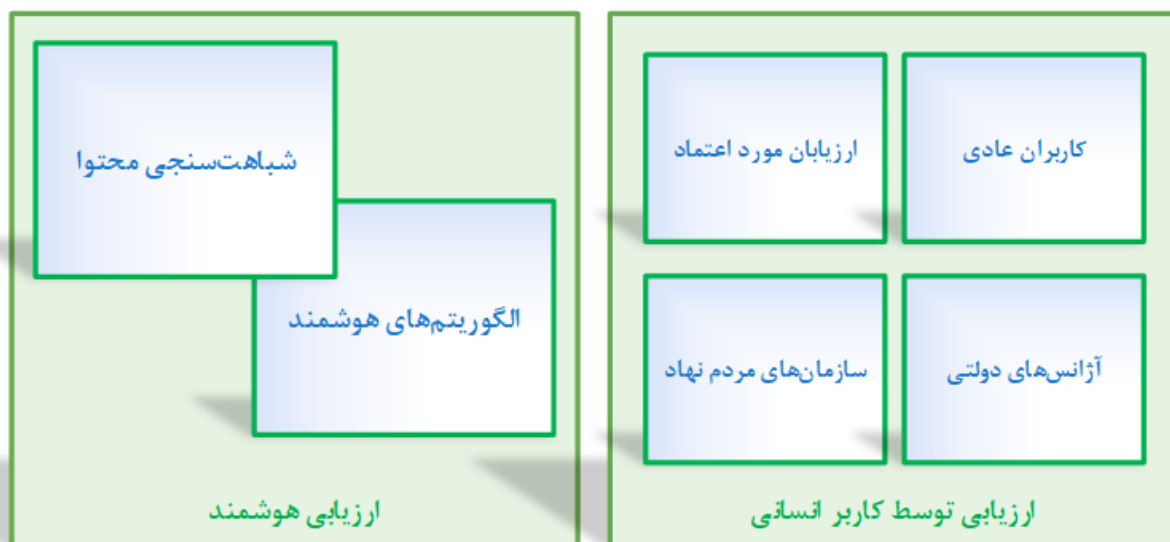 کاربران عادی
ارزیابان مورد اعتماد
آژانس‌های دولتی
سازمان‌های مردم نهاد
ارزیابی توسط کاربر انسانی
شباهت‌سنجی محتوا
الگوریتم‌های هوشمند
ارزیابی هوشمند